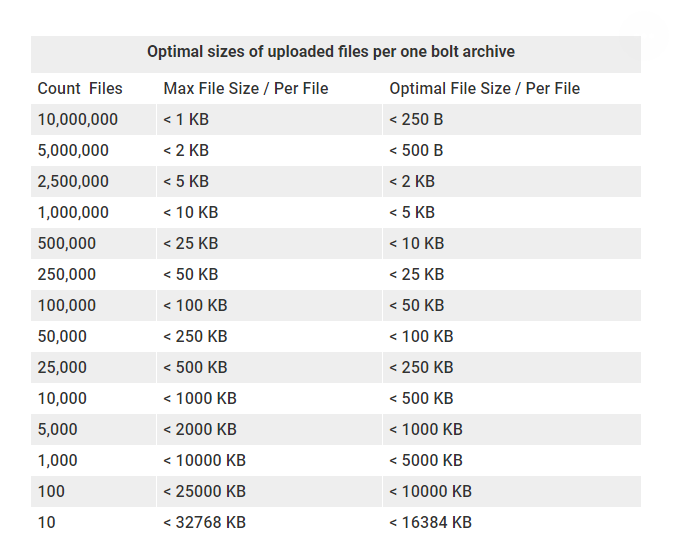 Optimal sizes of uploaded files per one bolt archive
Count Files Max File Size / Per File Optimal File Size / Per File
10,000,000 < 1 KB < 250 B
5,000,000 < 2 KB < 500 B
2,500,000 < 5 KB < 2 KB
1,000,000 < 10 KB < 5 KB
500,000 < 25 KB < 10 KB
250,000 < 50 KB < 25 KB
100,000 < 100 KB < 50 KB
50,000 < 250 KB < 100 KB
25,000 < 500 KB < 250 KB
10,000 < 1000 KB < 500 KB
5,000 < 2000 KB < 1000 KB
1,000 < 10000 KB < 5000 KB
100 < 25000 KB < 10000 KB
10 < 32768 KB < 16384 KB